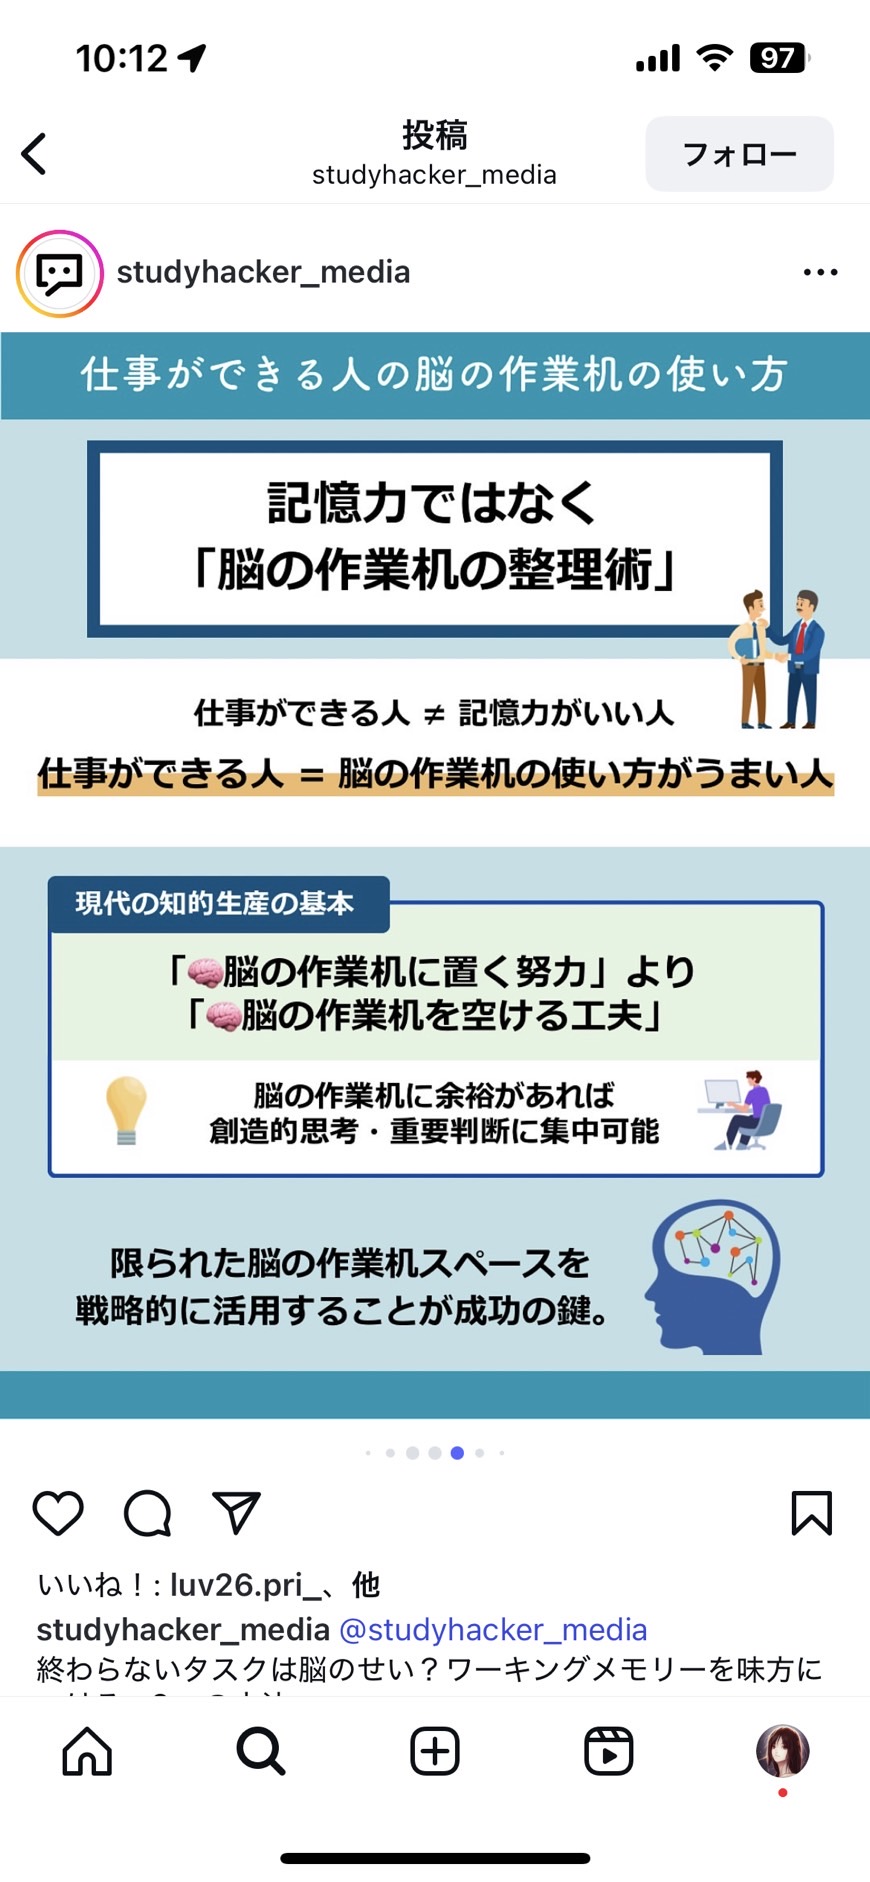 10:12
97
投稿
studyhacker_media
フォロー
studyhacker_media
仕事ができる人の脳の作業机の使い方
記憶力ではなく
「脳の作業机の整理術」
仕事ができる人 ≠ 記憶力がいい人
仕事ができる人 = 脳の作業机の使い方がうまい人
現代の知的生産の基本
「🧠脳の作業机に置く努力」より
「🧠脳の作業机を空ける工夫」
脳の作業机に余裕があれば
創造的思考・重要判断に集中可能
限られた脳の作業机スペースを
戦略的に活用することが成功の鍵。
いいね！: luv26.pri_、他
studyhacker_media @studyhacker_media
終わらないタスクは脳のせい？ワーキングメモリーを味方に